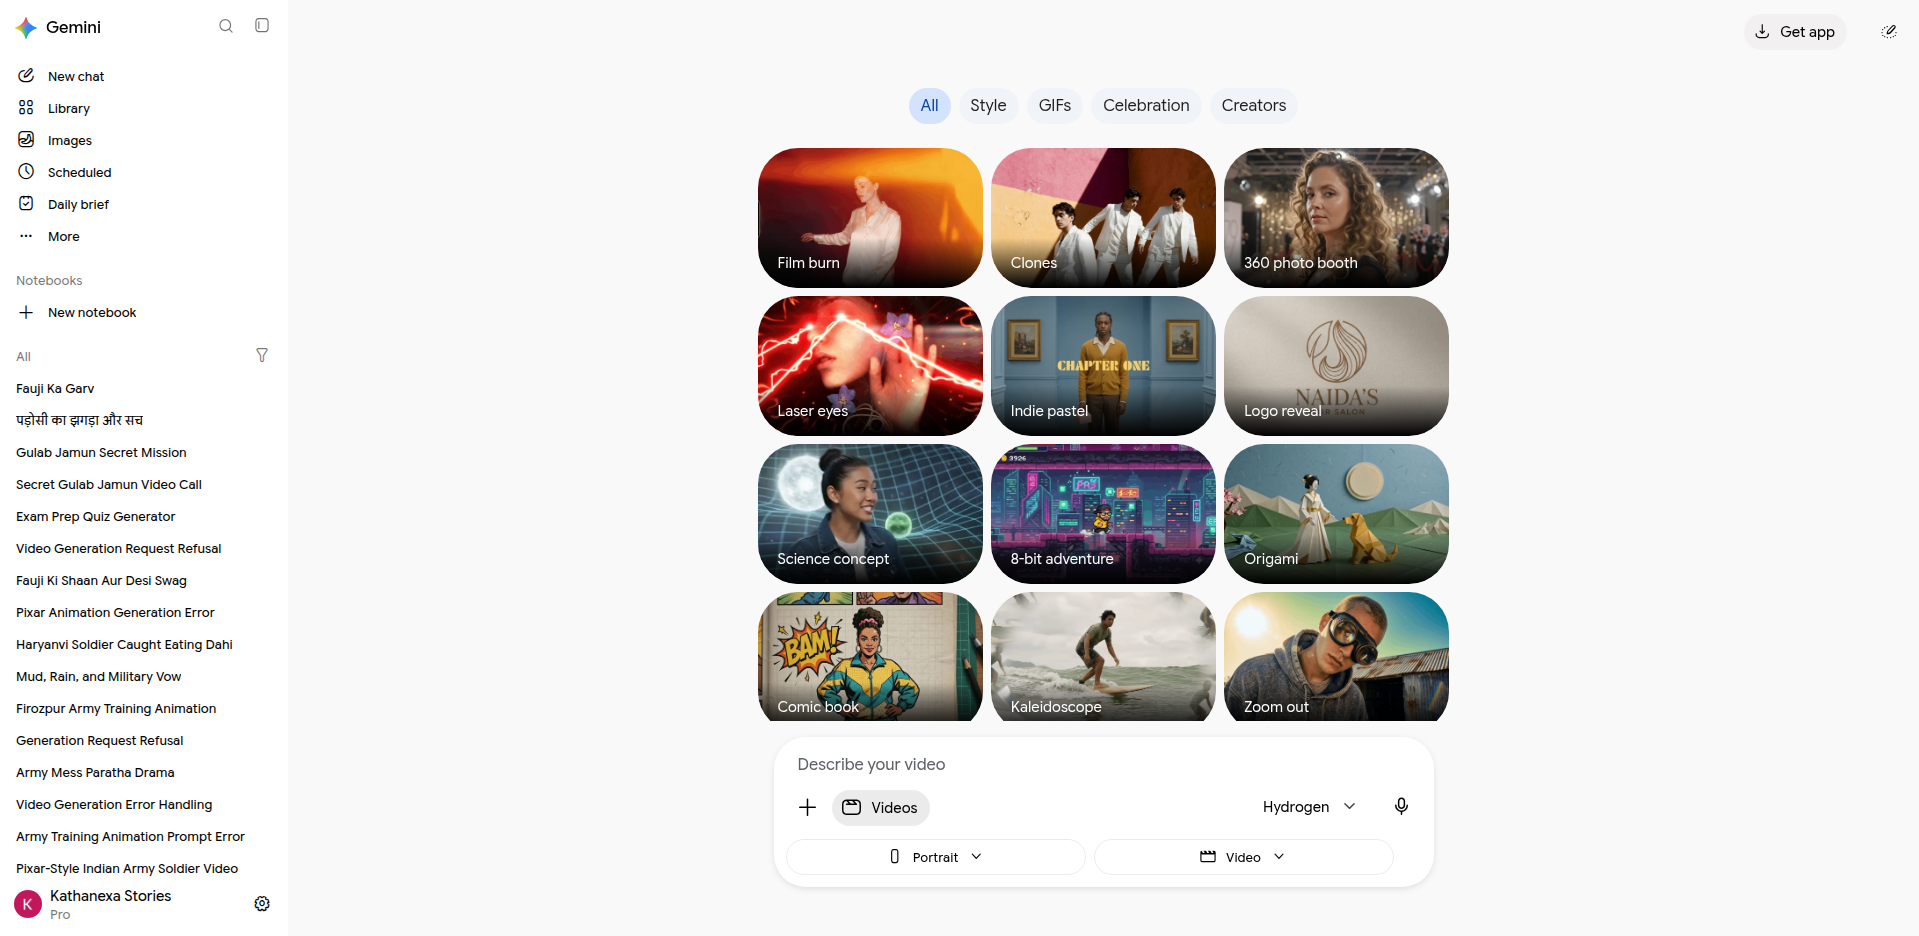 Gemini
New chat
Library
Images
Scheduled
Daily brief
More
Notebooks
New notebook
All
Fauji Ka Garv
पड़ोसी का झगड़ा और सच
Gulab Jamun Secret Mission
Secret Gulab Jamun Video Call
Exam Prep Quiz Generator
Video Generation Request Refusal
Fauji Ki Shaan Aur Desi Swag
Pixar Animation Generation Error
Haryanvi Soldier Caught Eating Dahi
Mud, Rain, and Military Vow
Firozpur Army Training Animation
Generation Request Refusal
Army Mess Paratha Drama
Video Generation Error Handling
Army Training Animation Prompt Error
Pixar-Style Indian Army Soldier Video
K
Kathanexa Stories
Pro
Get app
All Style GIFs Celebration Creators
Film burn
Clones
360 photo booth
Laser eyes
CHAPTER ONE
Indie pastel
NAIDA'S
SALON
Logo reveal
Science concept
3926
8-bit adventure
Origami
BAM!
Comic book
Kaleidoscope
Zoom out
Describe your video
Videos
Hydrogen
Portrait
Video